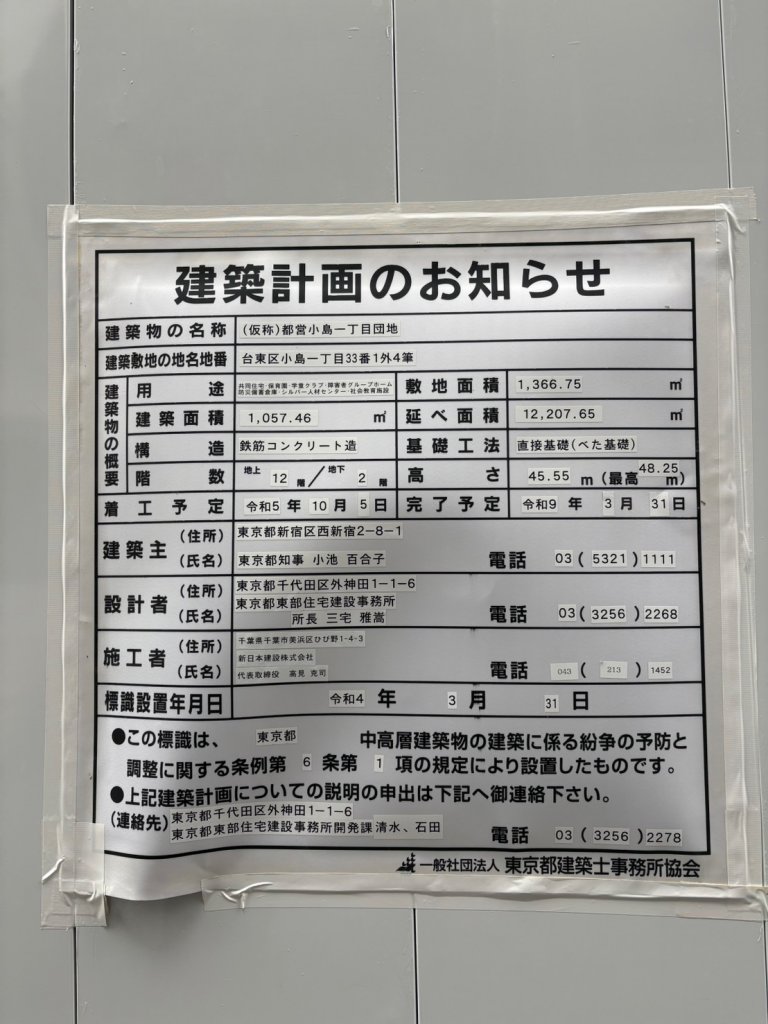 建築計画のお知らせ
建築物の名称 (仮称)都営小島一丁目団地
建築敷地の地名地番 台東区小島一丁目33番1外4筆
建築物の概要
用途 共同住宅・保育園・学童クラブ・障害者グループホーム
防災備蓄倉庫・シルバー人材センター・社会教育施設
敷地面積 1,366.75 ㎡
建築面積 1,057.46 ㎡ 延べ面積 12,207.65 ㎡
構造 鉄筋コンクリート造 基礎工法 直接基礎(べた基礎)
階数 地上 12 階/地下 2 階 高さ 45.55 m (最高 48.25 m)
着工予定 令和5 年 10 月 5 日 完了予定 令和9 年 3 月 31 日
建築主 (住所) 東京都新宿区西新宿2-8-1
(氏名) 東京都知事 小池 百合子 電話 03 ( 5321 ) 1111
設計者 (住所) 東京都千代田区外神田1-1-6
東京都東部住宅建設事務所
(氏名) 所長 三宅 雅嵩 電話 03 ( 3256 ) 2268
施工者 (住所) 千葉県千葉市美浜区ひび野1-4-3
新日本建設株式会社
(氏名) 代表取締役 高見 克司 電話 043 ( 213 ) 1452
標識設置年月日 令和4 年 3 月 31 日
●この標識は、 東京都 中高層建築物の建築に係る紛争の予防と
調整に関する条例第 6 条第 1 項の規定により設置したものです。
●上記建築計画についての説明の申出は下記へ御連絡下さい。
(連絡先) 東京都千代田区外神田1-1-6
東京都東部住宅建設事務所開発課清水、石田 電話 03 ( 3256 ) 2278
一般社団法人 東京都建築士事務所協会